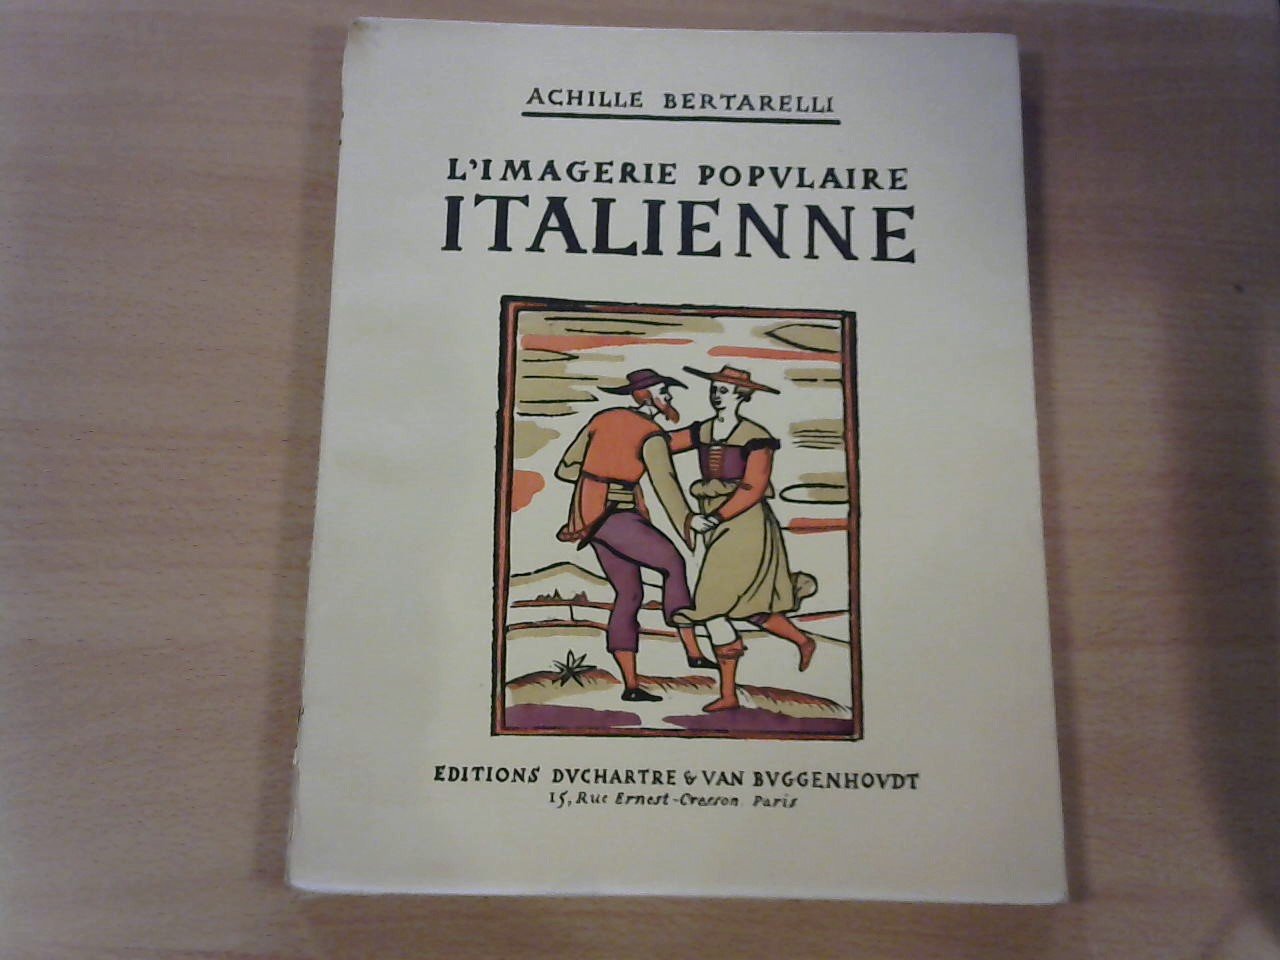 ACHILLE BERTARELLI
L'IMAGERIE POPVLAIRE
ITALIENNE
EDITIONS DVCHARTRE & VAN BVGGENHOVDT
15, Rue Ernest-Cresson. Paris